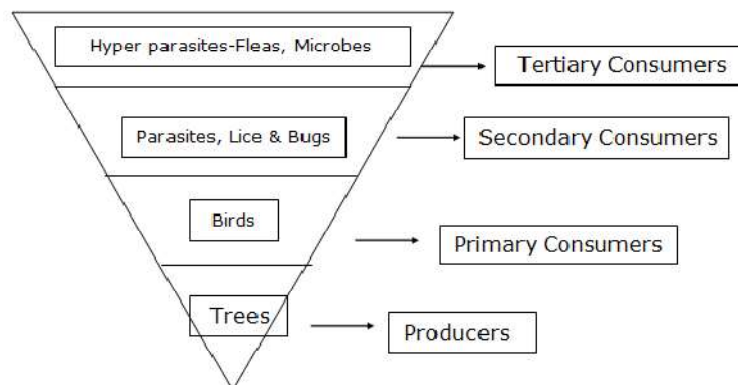 Hyper parasites-Fleas, Microbes
Tertiary Consumers
Parasites, Lice & Bugs
Secondary Consumers
Birds
Primary Consumers
Trees
Producers